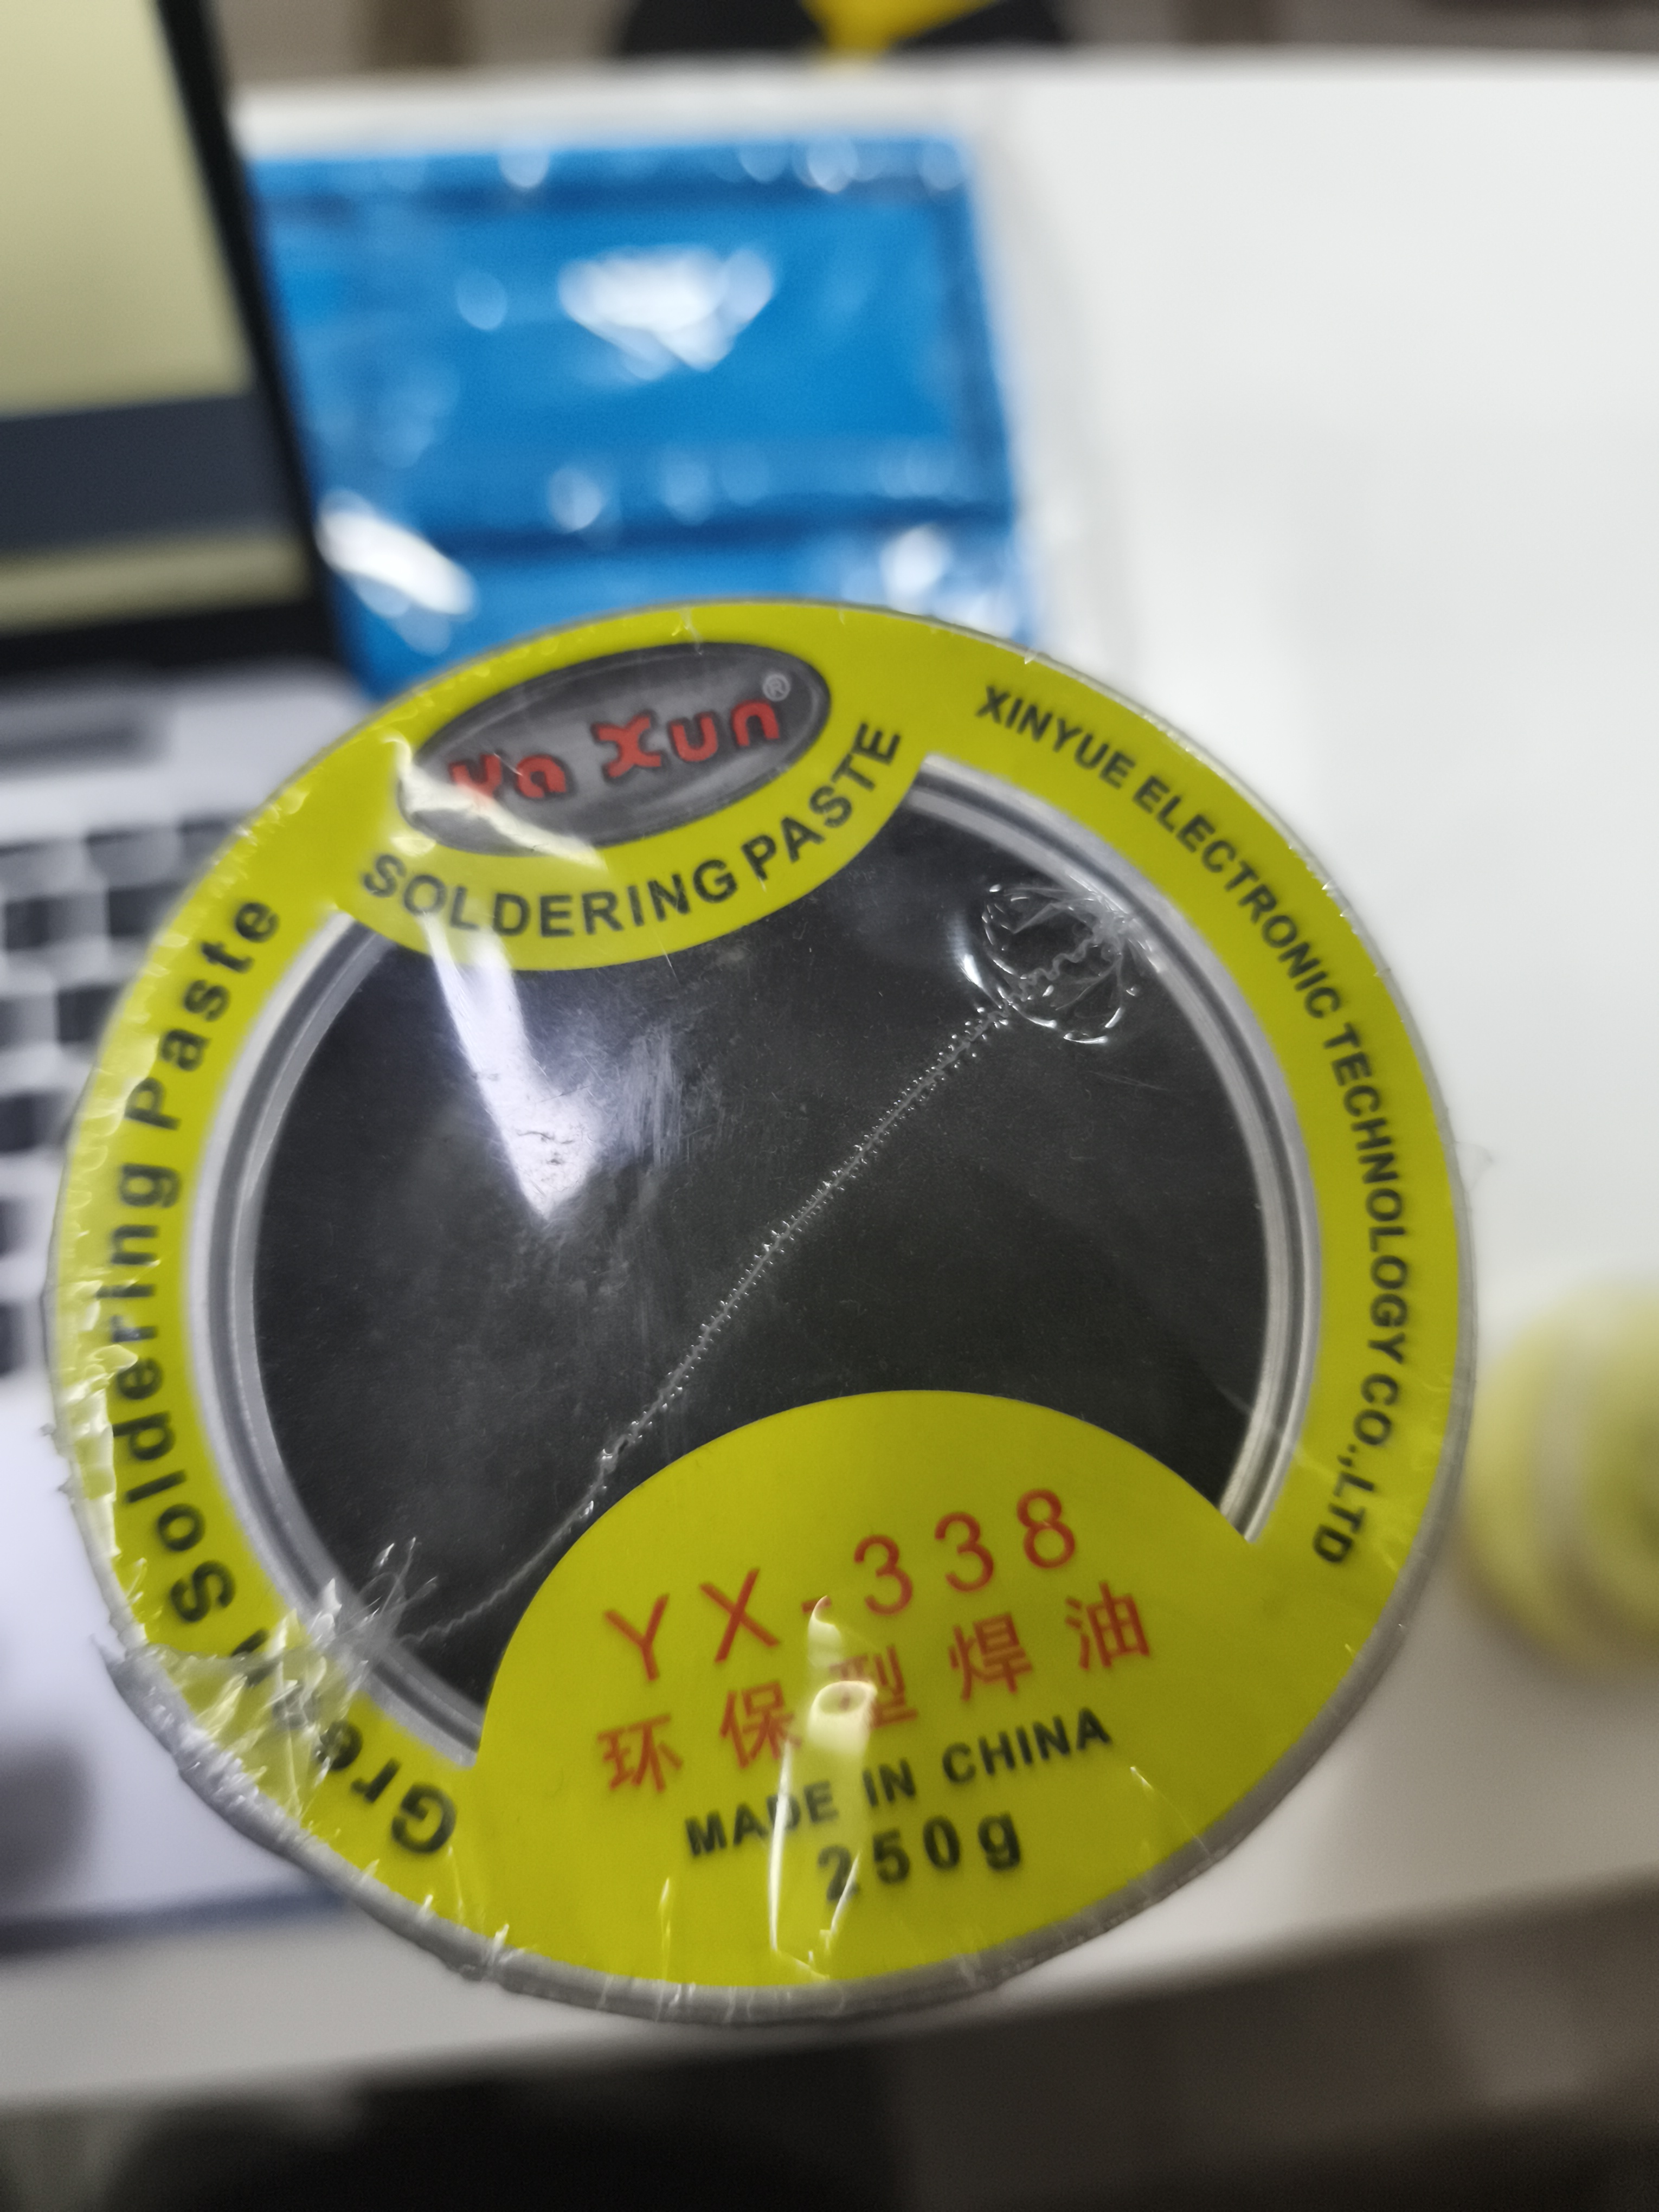 Ya Xun ®
SOLDERING PASTE
XINYUE ELECTRONIC TECHNOLOGY CO.,LTD
Soldering Paste
YX-338
环保型焊油
MADE IN CHINA
250g